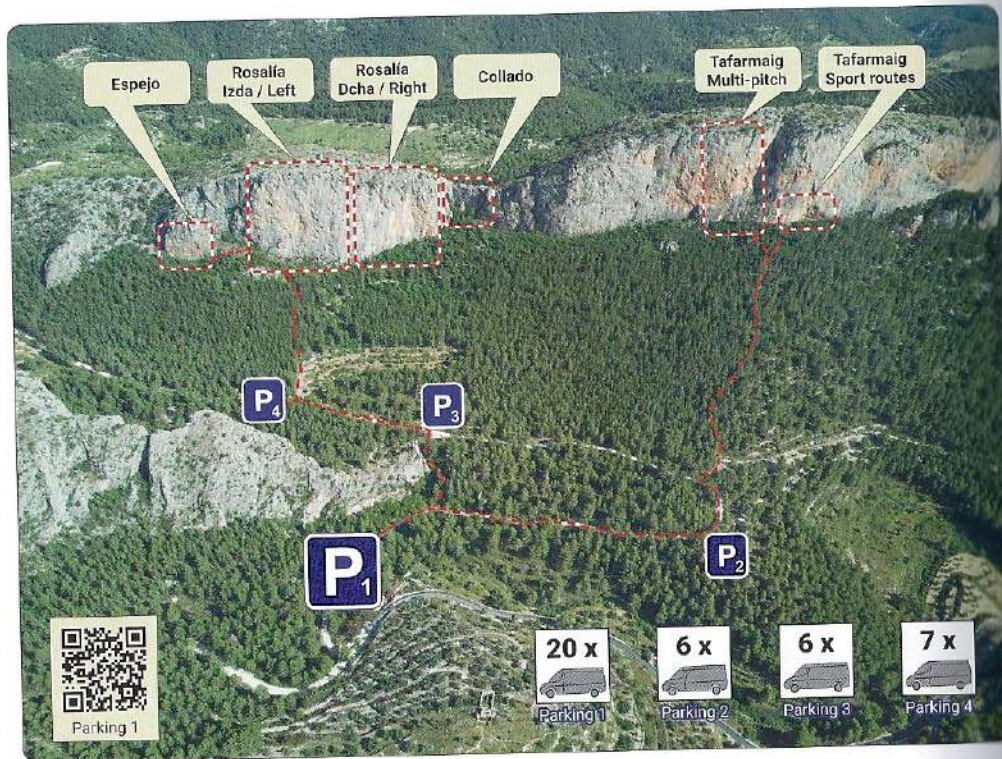 Espejo
Rosalía
Izda / Left
Rosalía
Dcha / Right
Collado
Tafarmaig
Multi-pitch
Tafarmaig
Sport routes
P4
P3
P1
P2
Parking 1
20 x
Parking 1
6 x
Parking 2
6 x
Parking 3
7 x
Parking 4